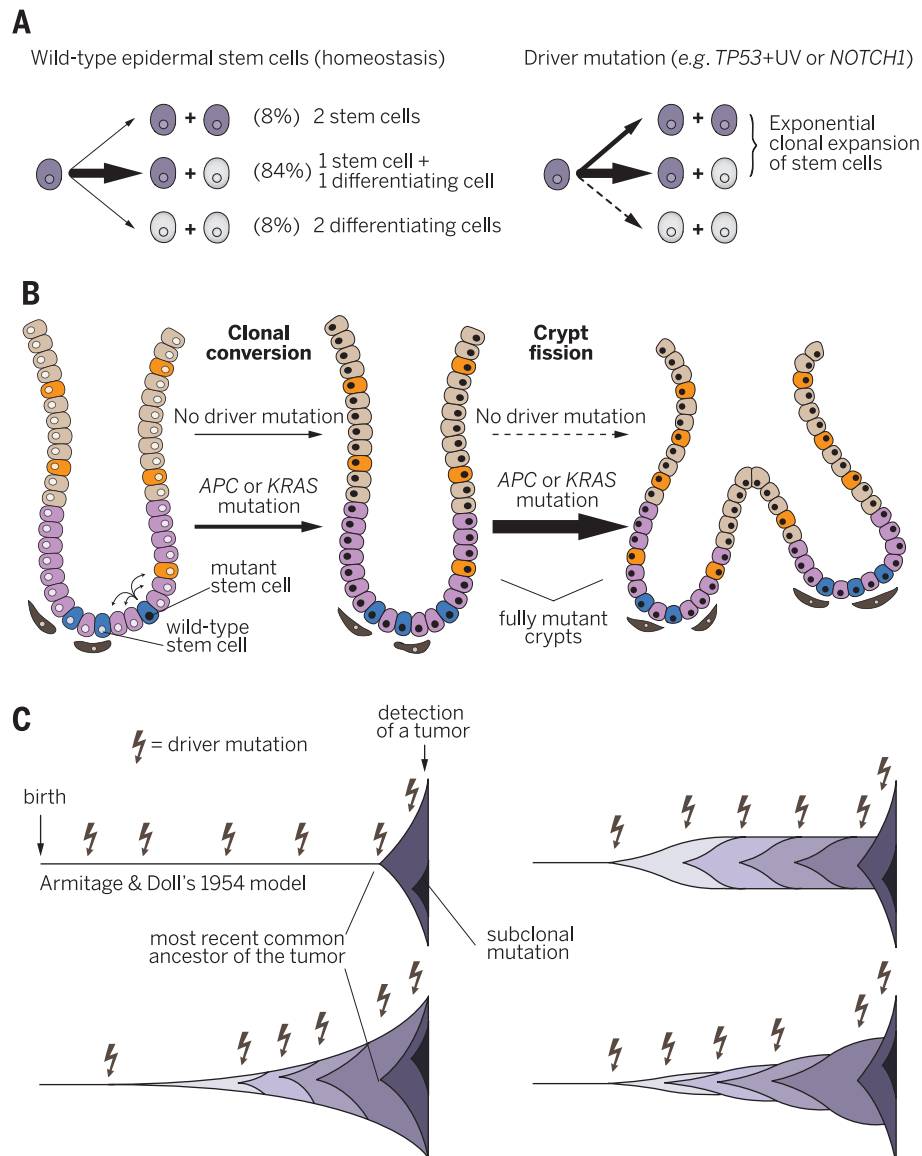 A
Wild-type epidermal stem cells (homeostasis)
+ (8%) 2 stem cells
+ (84%) 1 stem cell +
1 differentiating cell
+ (8%) 2 differentiating cells
Driver mutation (e.g. TP53+UV or NOTCH1)
+
+
+
Exponential
clonal expansion
of stem cells
B
Clonal
conversion
No driver mutation
APC or KRAS
mutation
mutant
stem cell
wild-type
stem cell
Crypt
fission
No driver mutation
APC or KRAS
mutation
fully mutant
crypts
C
= driver mutation
detection
of a tumor
birth
Armitage & Doll's 1954 model
most recent common
ancestor of the tumor
subclonal
mutation